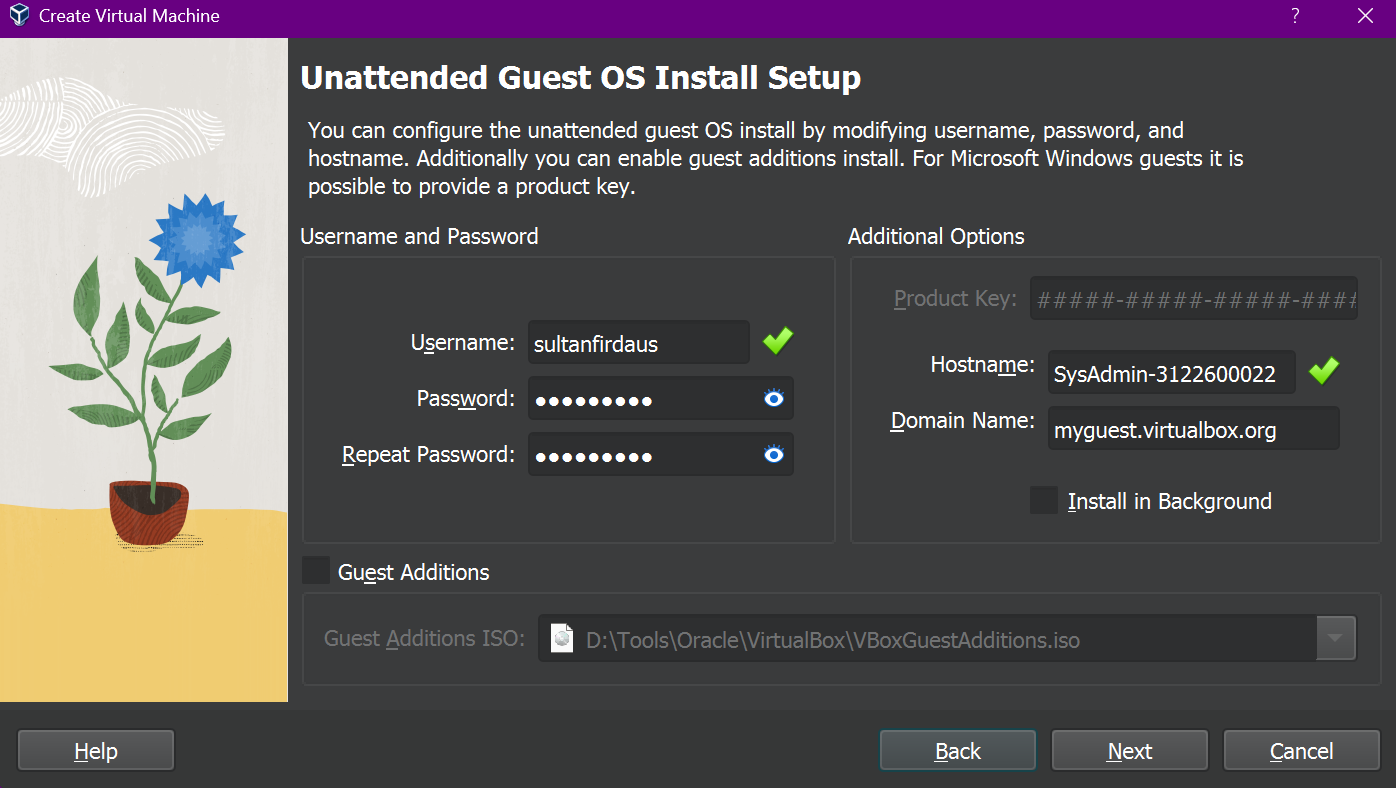 Create Virtual Machine
?
Unattended Guest OS Install Setup
You can configure the unattended guest OS install by modifying username, password, and
hostname. Additionally you can enable guest additions install. For Microsoft Windows guests it is
possible to provide a product key.
Username and Password
Username: sultanfirdaus
Password: ●●●●●●●●●
Repeat Password: ●●●●●●●●●
Additional Options
Product Key: #####-#####-#####-####
Hostname: SysAdmin-3122600022
Domain Name: myguest.virtualbox.org
Install in Background
Guest Additions
Guest Additions ISO: D:\Tools\Oracle\VirtualBox\VBoxGuestAdditions.iso
Help
Back
Next
Cancel